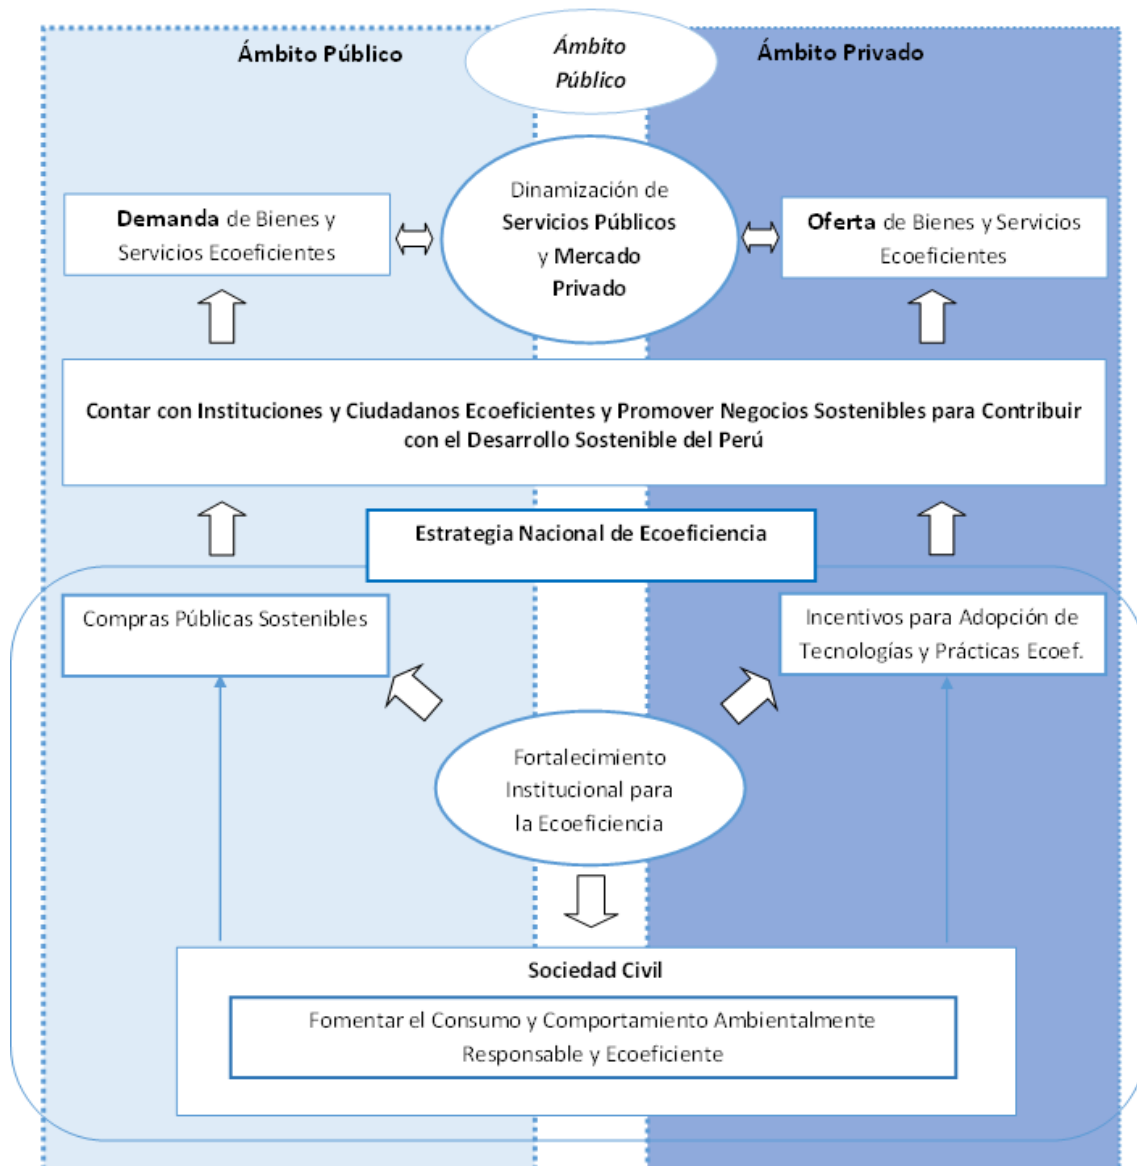 Ámbito Público
Ámbito
Público
Ámbito Privado
Demanda de Bienes y
Servicios Ecoeficientes
Dinamización de
Servicios Públicos
y Mercado
Privado
Oferta de Bienes y Servicios
Ecoeficientes
Contar con Instituciones y Ciudadanos Ecoeficientes y Promover Negocios Sostenibles para Contribuir
con el Desarrollo Sostenible del Perú
Estrategia Nacional de Ecoeficiencia
Compras Públicas Sostenibles
Incentivos para Adopción de
Tecnologías y Prácticas Ecoef.
Fortalecimiento
Institucional para
la Ecoeficiencia
Sociedad Civil
Fomentar el Consumo y Comportamiento Ambientalmente
Responsable y Ecoeficiente